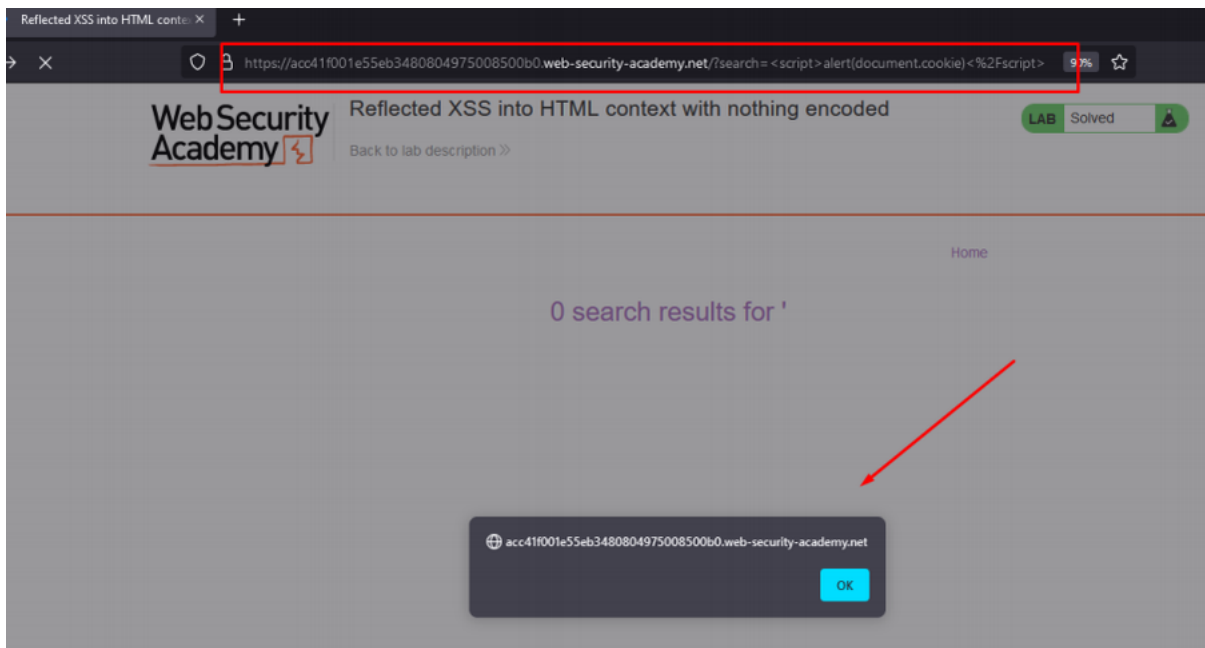 Reflected XSS into HTML conte
https://acc41f001e55eb3480804975008500b0.web-security-academy.net/?search=<script>alert(document.cookie)<%2Fscript> 90%
Web Security
Academy
Reflected XSS into HTML context with nothing encoded
Back to lab description
LAB Solved
Home
0 search results for '
acc41f001e55eb3480804975008500b0.web-security-academy.net
OK